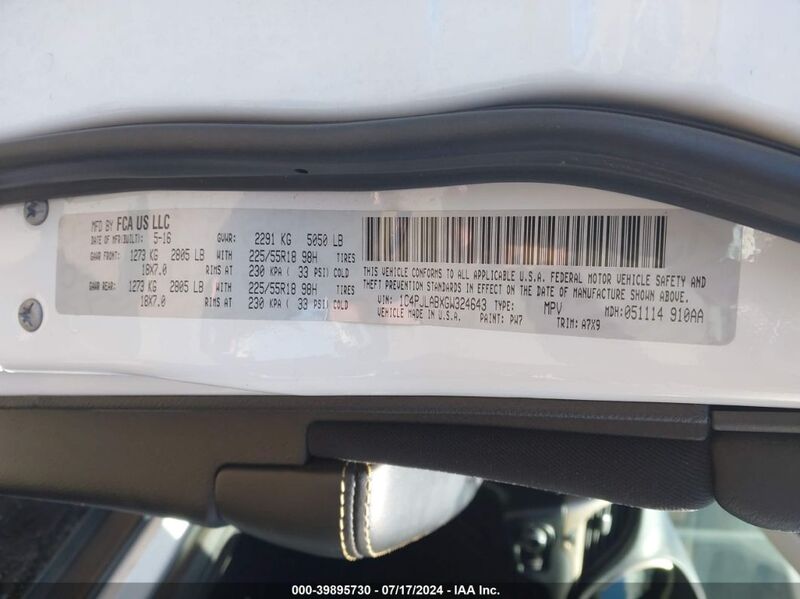 MFD BY FCA US LLC
DATE OF MFR(BUILT): 5-16 GVWR: 2291 KG 5050 LB
GAWR FRONT: 1273 KG 2805 LB WITH 225/55R18 98H TIRES
18X7.0 RIMS AT 230 KPA ( 33 PSI) COLD
GAWR REAR: 1273 KG 2805 LB WITH 225/55R18 98H TIRES
18X7.0 RIMS AT 230 KPA ( 33 PSI) COLD
THIS VEHICLE CONFORMS TO ALL APPLICABLE U.S.A. FEDERAL MOTOR VEHICLE SAFETY AND
THEFT PREVENTION STANDARDS IN EFFECT ON THE DATE OF MANUFACTURE SHOWN ABOVE.
VIN: 1C4PJLABXGW324643 TYPE: MPV MDH:051114 910AA
VEHICLE MADE IN U.S.A. PAINT: PW7 TRIM: A7X9
000-39895730 - 07/17/2024 - IAA Inc.